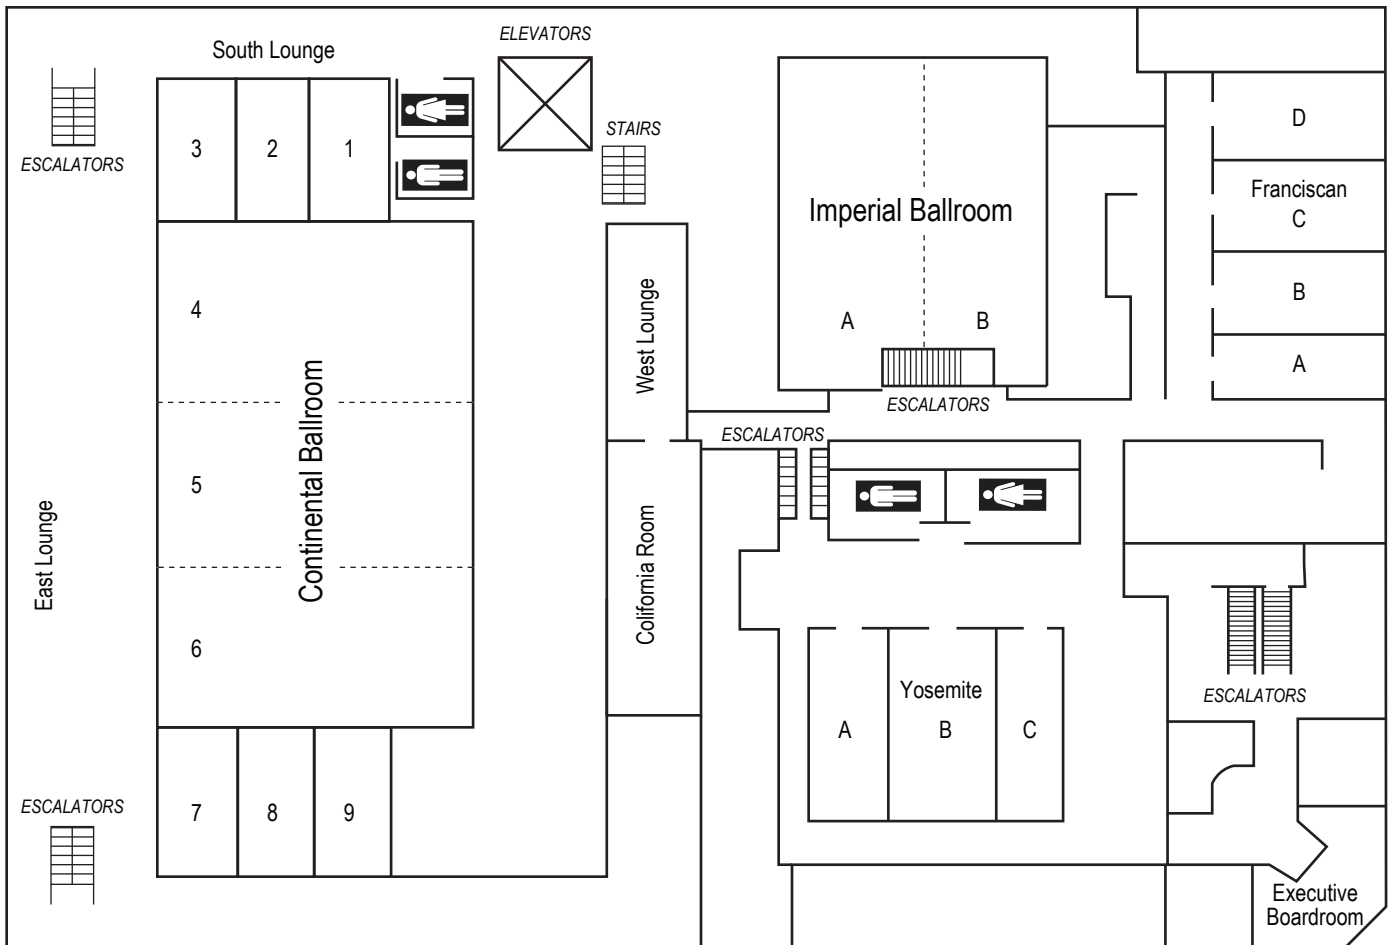 South Lounge
ELEVATORS
STAIRS
ESCALATORS
3
2
1
D
Franciscan
C
B
A
Imperial Ballroom
A
B
ESCALATORS
ESCALATORS
West Lounge
4
5
6
Continental Ballroom
East Lounge
Colifornia Room
Yosemite
A
B
C
ESCALATORS
ESCALATORS
7
8
9
Executive
Boardroom